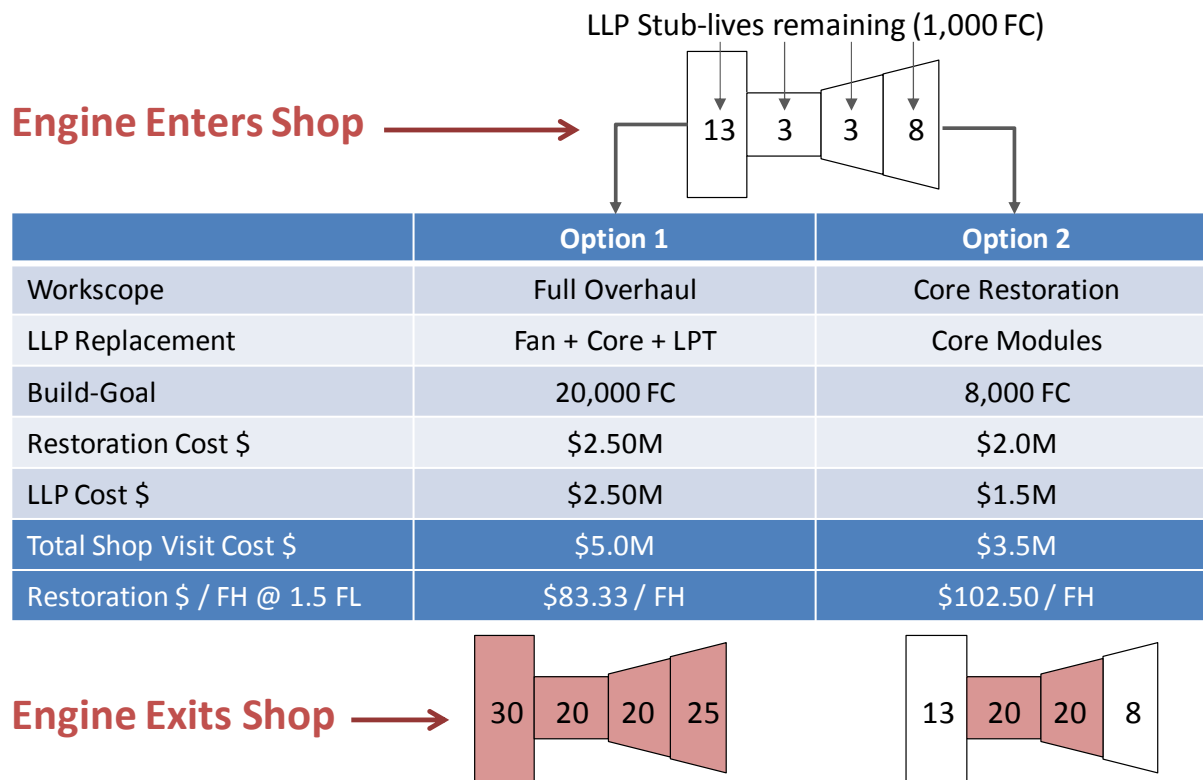 LLP Stub-lives remaining (1,000 FC)
Engine Enters Shop
13 3 3 8
Option 1 Option 2
Workscope Full Overhaul Core Restoration
LLP Replacement Fan + Core + LPT Core Modules
Build-Goal 20,000 FC 8,000 FC
Restoration Cost $ $2.50M $2.0M
LLP Cost $ $2.50M $1.5M
Total Shop Visit Cost $ $5.0M $3.5M
Restoration $ / FH @ 1.5 FL $83.33 / FH $102.50 / FH
Engine Exits Shop
30 20 20 25 13 20 20 8